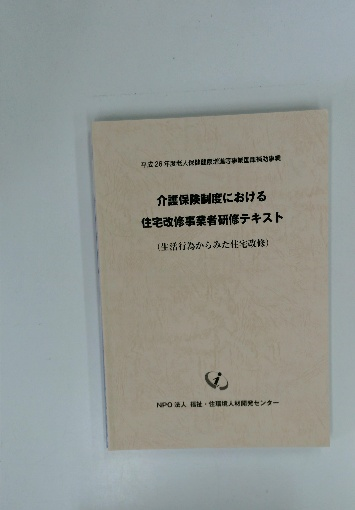 平成26年度老人保健健康増進等事業国庫補助事業
介護保険制度における
住宅改修事業者研修テキスト
(生活行為からみた住宅改修)
NPO法人 福祉・住環境人材開発センター